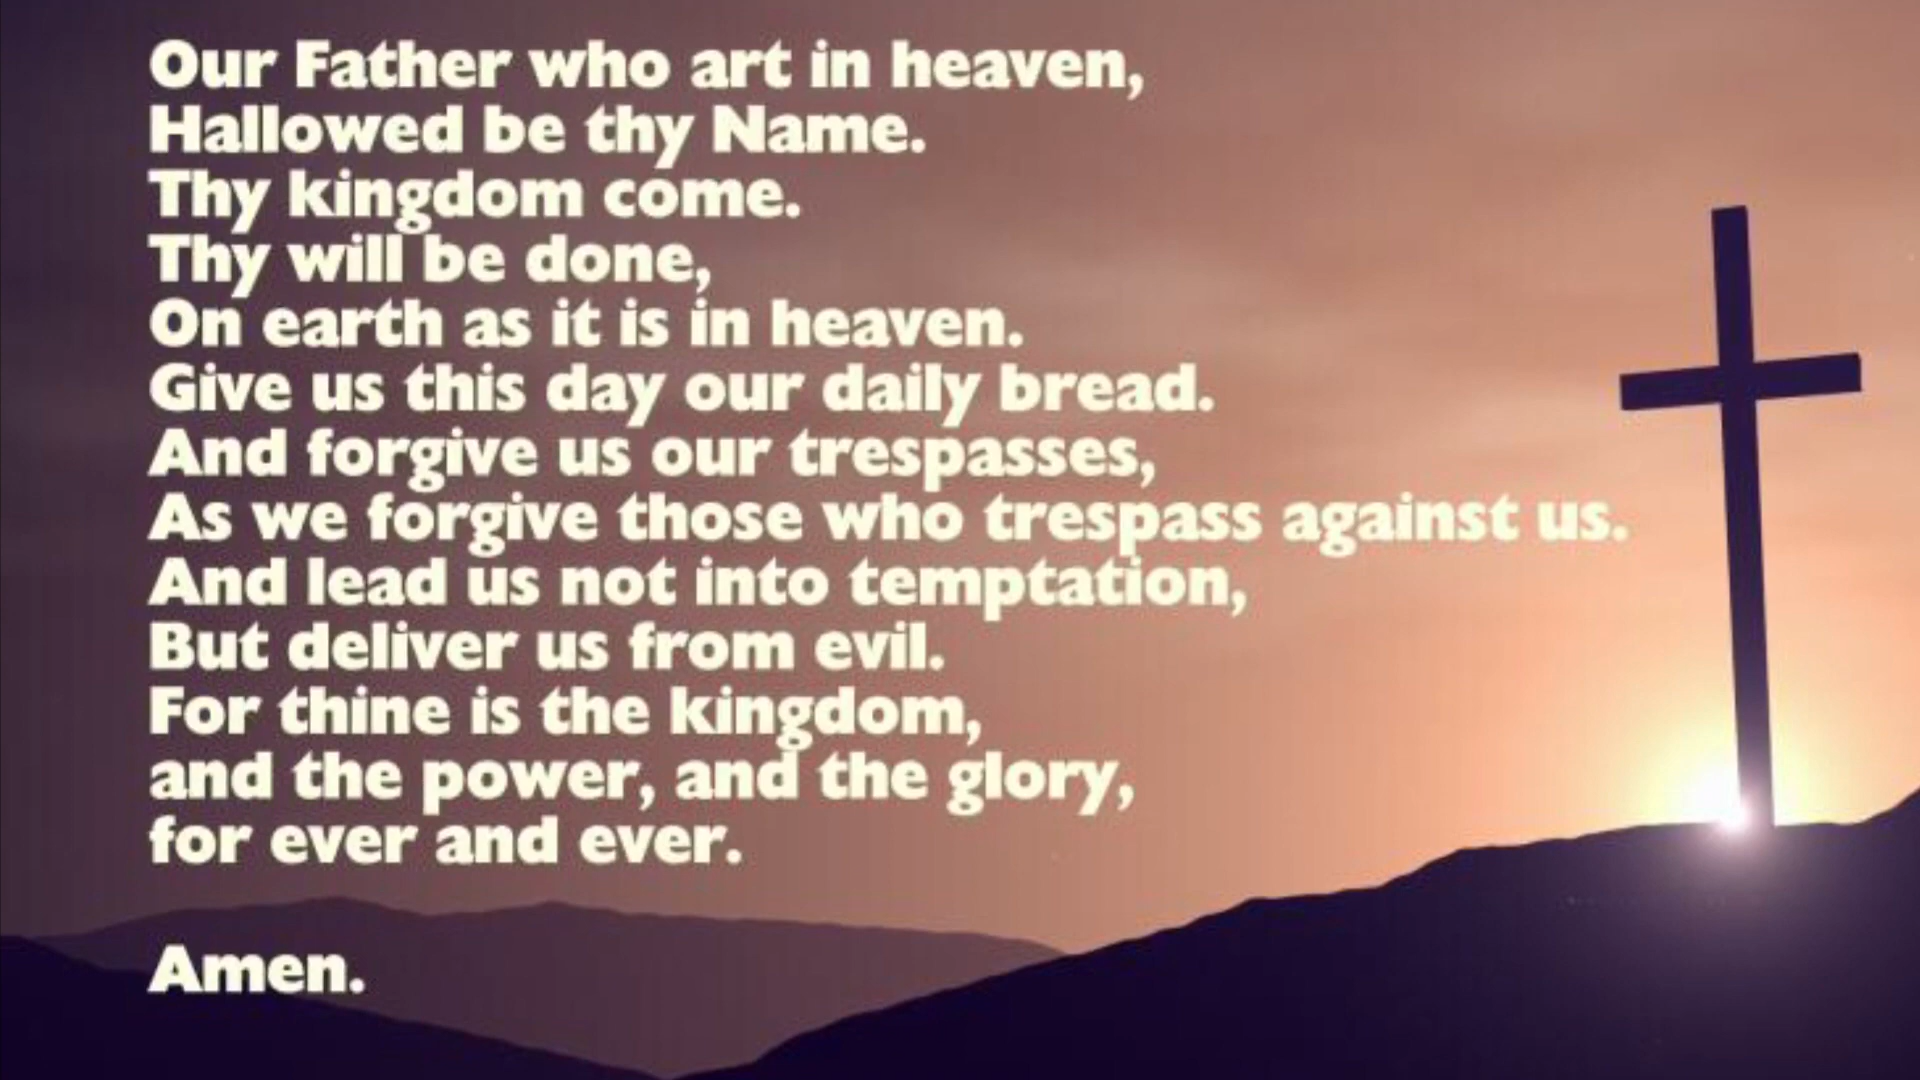 Our Father who art in heaven,
Hallowed be thy Name.
Thy kingdom come.
Thy will be done,
On earth as it is in heaven.
Give us this day our daily bread.
And forgive us our trespasses,
As we forgive those who trespass against us.
And lead us not into temptation,
But deliver us from evil.
For thine is the kingdom,
and the power, and the glory,
for ever and ever.
Amen.